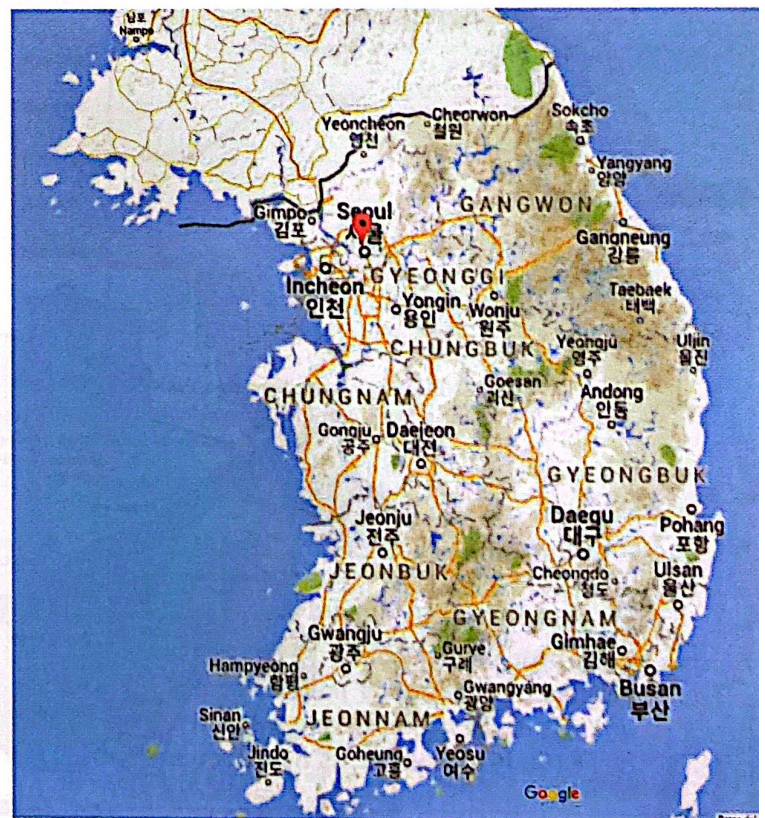 남포
Nampo
Cheorwon
철원
Yeoncheon
연천
Sokcho
속초
Yangyang
양양
GANGWON
Seoul
서울
Gimpo
김포
Gangneung
강릉
GYEONGGI
Incheon
인천
Yongin
용인
Wonju
원주
Taebaek
태백
CHUNGBUK
Yeongju
영주
Uljin
울진
Goesan
괴산
Andong
안동
CHUNGNAM
Gongju
공주
Daejeon
대전
GYEONGBUK
Jeonju
전주
Daegu
대구
Pohang
포항
JEONBUK
Cheongdo
청도
Ulsan
울산
GYEONGNAM
Gwangju
광주
Gurye
구례
Gimhae
김해
Hampyeong
함평
Gwangyang
광양
Busan
부산
Sinan
신안
JEONNAM
Jindo
진도
Goheung
고흥
Yeosu
여수
Google